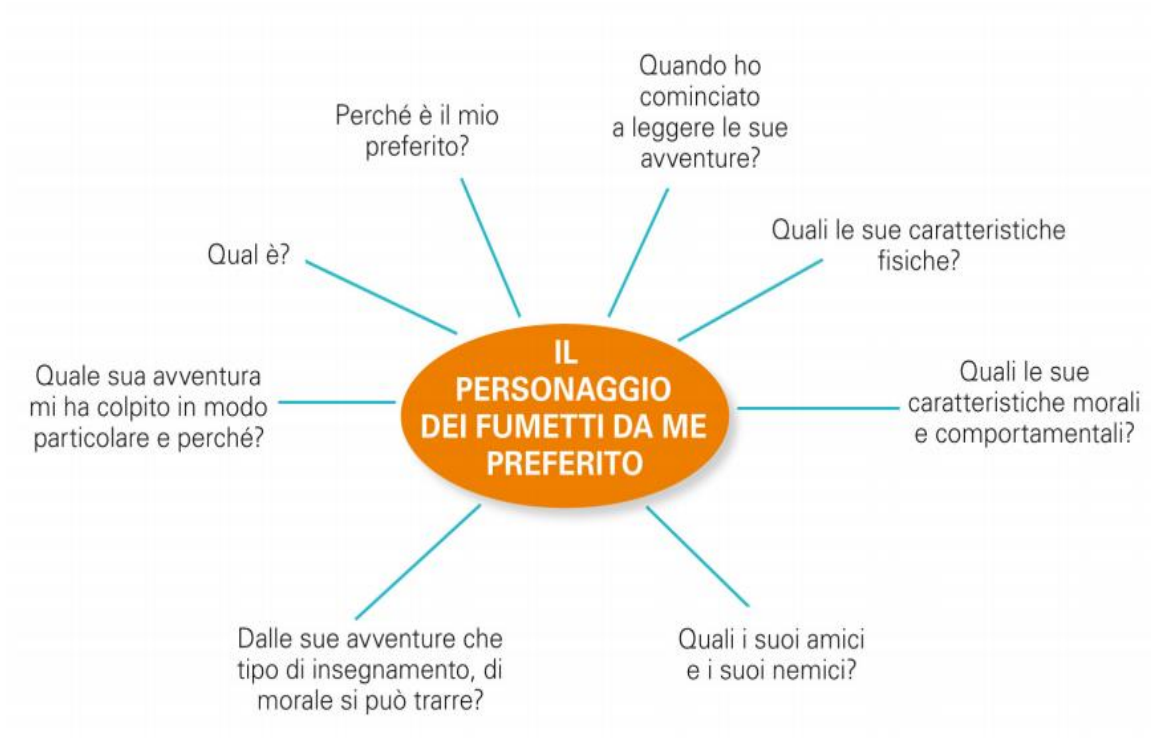 Quando ho
cominciato
a leggere le sue
avventure?
Perché è il mio
preferito?
Quali le sue caratteristiche
fisiche?
Qual è?
IL
PERSONAGGIO
DEI FUMETTI DA ME
PREFERITO
Quale sua avventura
mi ha colpito in modo
particolare e perché?
Quali le sue
caratteristiche morali
e comportamentali?
Dalle sue avventure che
tipo di insegnamento, di
morale si può trarre?
Quali i suoi amici
e i suoi nemici?